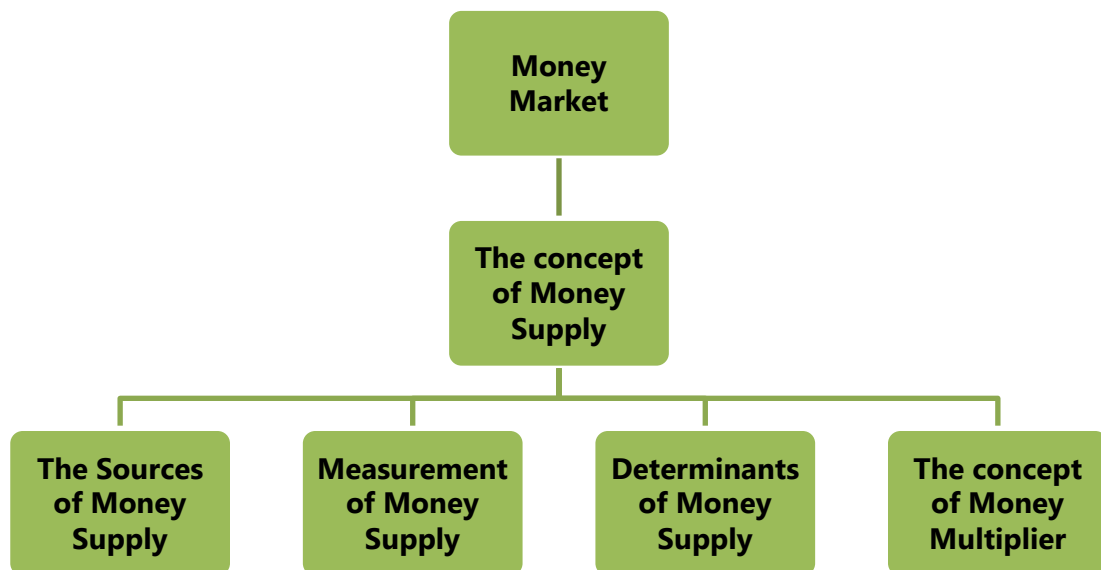 Money
Market
The concept
of Money
Supply
The Sources
of Money
Supply
Measurement
of Money
Supply
Determinants
of Money
Supply
The concept
of Money
Multiplier